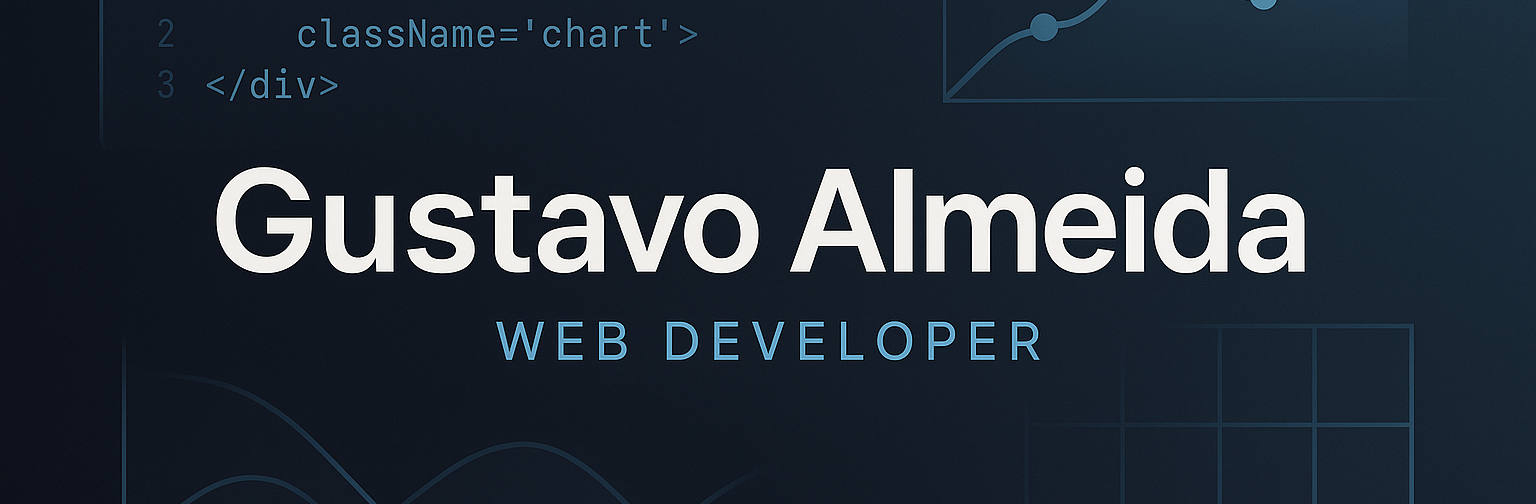 2 className='chart'>
3 </div>
Gustavo Almeida
WEB DEVELOPER